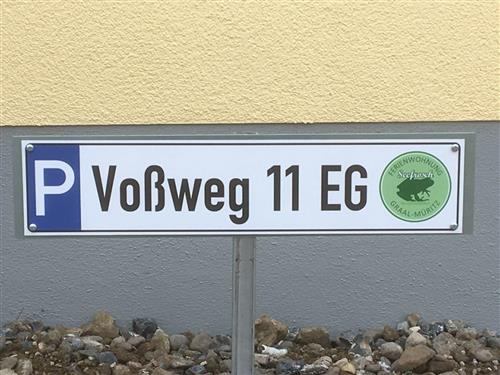 P Voßweg 11 EG
FERIENWOHNUNG
Seefrosch
GRAAL-MÜRITZ